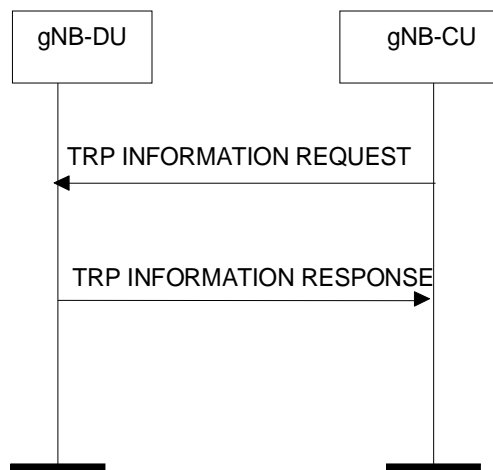 gNB-DU
gNB-CU
TRP INFORMATION REQUEST
TRP INFORMATION RESPONSE